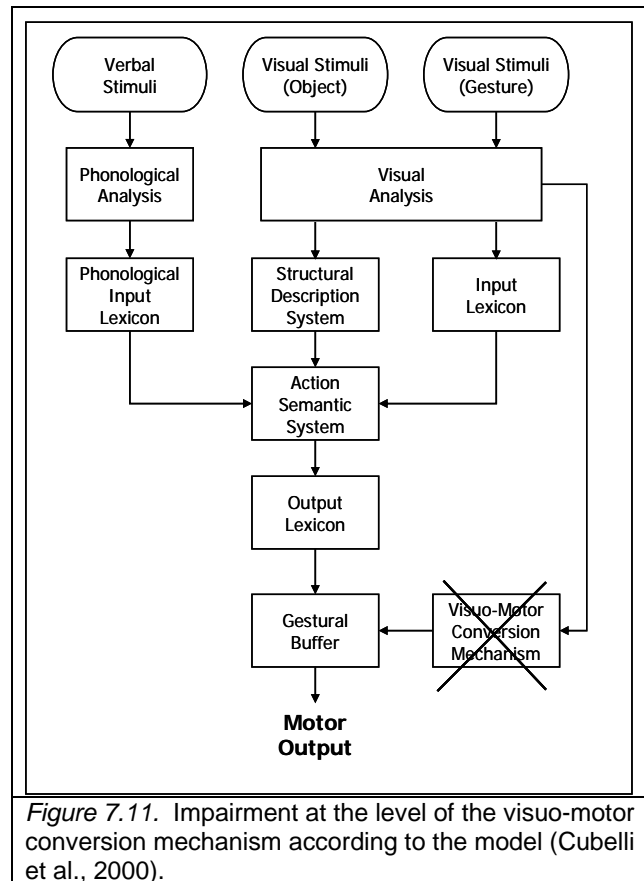 Verbal
Stimuli
Visual Stimuli
(Object)
Visual Stimuli
(Gesture)
Phonological
Analysis
Visual
Analysis
Phonological
Input
Lexicon
Structural
Description
System
Input
Lexicon
Action
Semantic
System
Output
Lexicon
Gestural
Buffer
Visuo-Motor
Conversion
Mechanism
Motor
Output
Figure 7.11. Impairment at the level of the visuo-motor
conversion mechanism according to the model (Cubelli
et al., 2000).